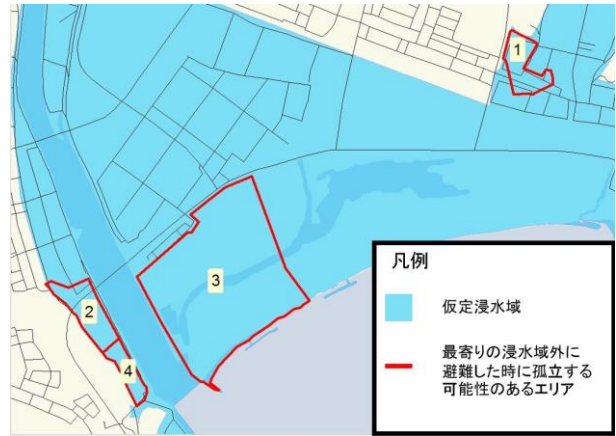 1
2
3
4
凡例
仮定浸水域
最寄りの浸水域外に
避難した時に孤立する
可能性のあるエリア